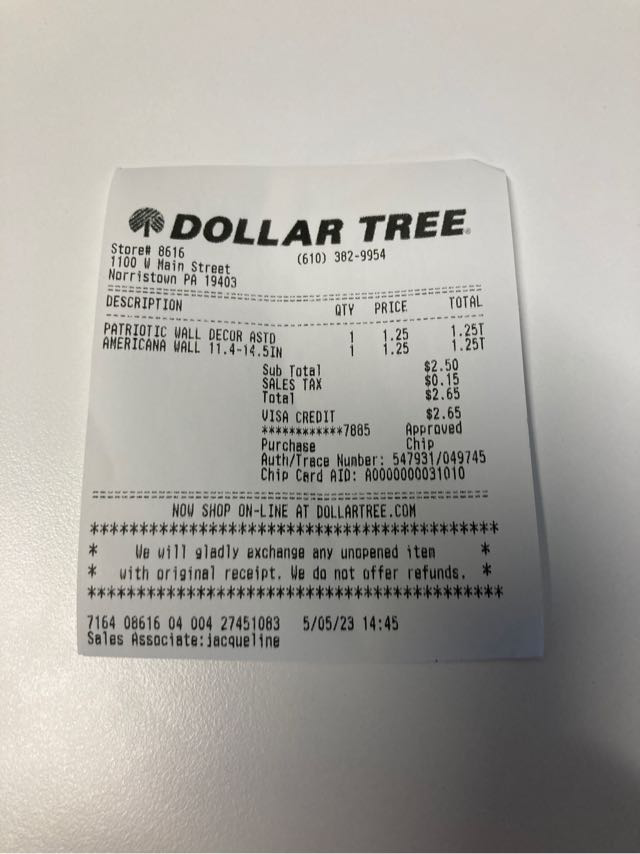 DOLLAR TREE
Store# 8616 (610) 382-9954
1100 W Main Street
Norristown PA 19403
================================================
DESCRIPTION QTY PRICE TOTAL
------------------------------------------------
PATRIOTIC WALL DECOR ASTD 1 1.25 1.25T
AMERICANA WALL 11.4-14.5IN 1 1.25 1.25T
Sub Total $2.50
SALES TAX $0.15
Total $2.65
VISA CREDIT $2.65
************7885 Approved
Purchase Chip
Auth/Trace Number: 547931/049745
Chip Card AID: A0000000031010
================================================
NOW SHOP ON-LINE AT DOLLARTREE.COM
************************************************
* We will gladly exchange any unopened item *
* with original receipt. We do not offer refunds. *
************************************************
7164 08616 04 004 27451083 5/05/23 14:45
Sales Associate:jacqueline